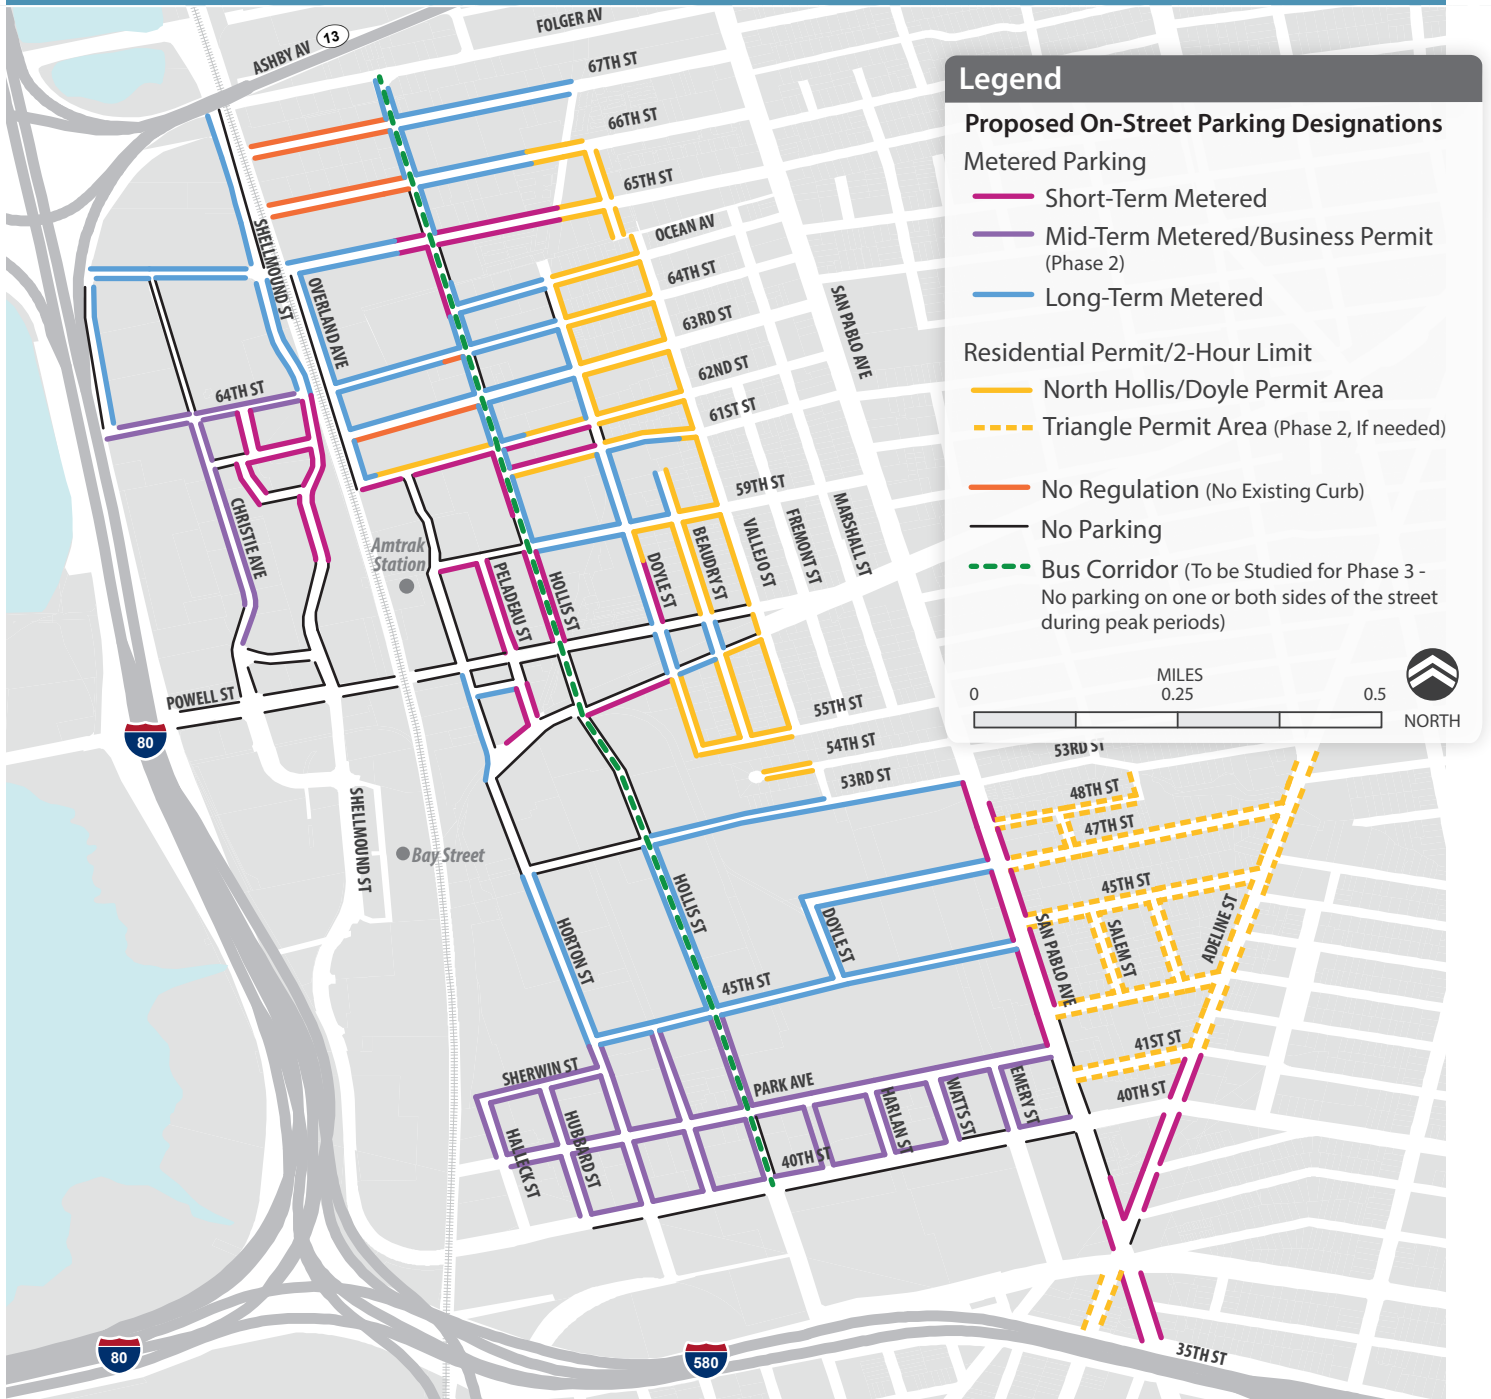 FOLGER AV
ASHBY AV
13
67TH ST
66TH ST
65TH ST
OCEAN AV
64TH ST
63RD ST
62ND ST
61ST ST
59TH ST
SHELLMOUND ST
OVERLAND AVE
SAN PABLO AVE
64TH ST
CHRISTIE AVE
Amtrak
Station
PELADEAU ST
HOLLIS ST
DOYLE ST
BEAUDRY ST
VALLEJO ST
FREMONT ST
MARSHALL ST
POWELL ST
80
55TH ST
54TH ST
53RD ST
53RD ST
48TH ST
47TH ST
45TH ST
SHELLMOUND ST
Bay Street
HOLLIS ST
HORTON ST
DOYLE ST
45TH ST
SAN PABLO AVE
SALEM ST
ADELINE ST
41ST ST
40TH ST
SHERWIN ST
PARK AVE
HALLECK ST
HUBBARD ST
HARLAN ST
WATTS ST
EMERY ST
40TH ST
80
580
35TH ST
Legend
Proposed On-Street Parking Designations
Metered Parking
Short-Term Metered
Mid-Term Metered/Business Permit
(Phase 2)
Long-Term Metered
Residential Permit/2-Hour Limit
North Hollis/Doyle Permit Area
Triangle Permit Area (Phase 2, If needed)
No Regulation (No Existing Curb)
No Parking
Bus Corridor (To be Studied for Phase 3 -
No parking on one or both sides of the street
during peak periods)
MILES
0 0.25 0.5
NORTH